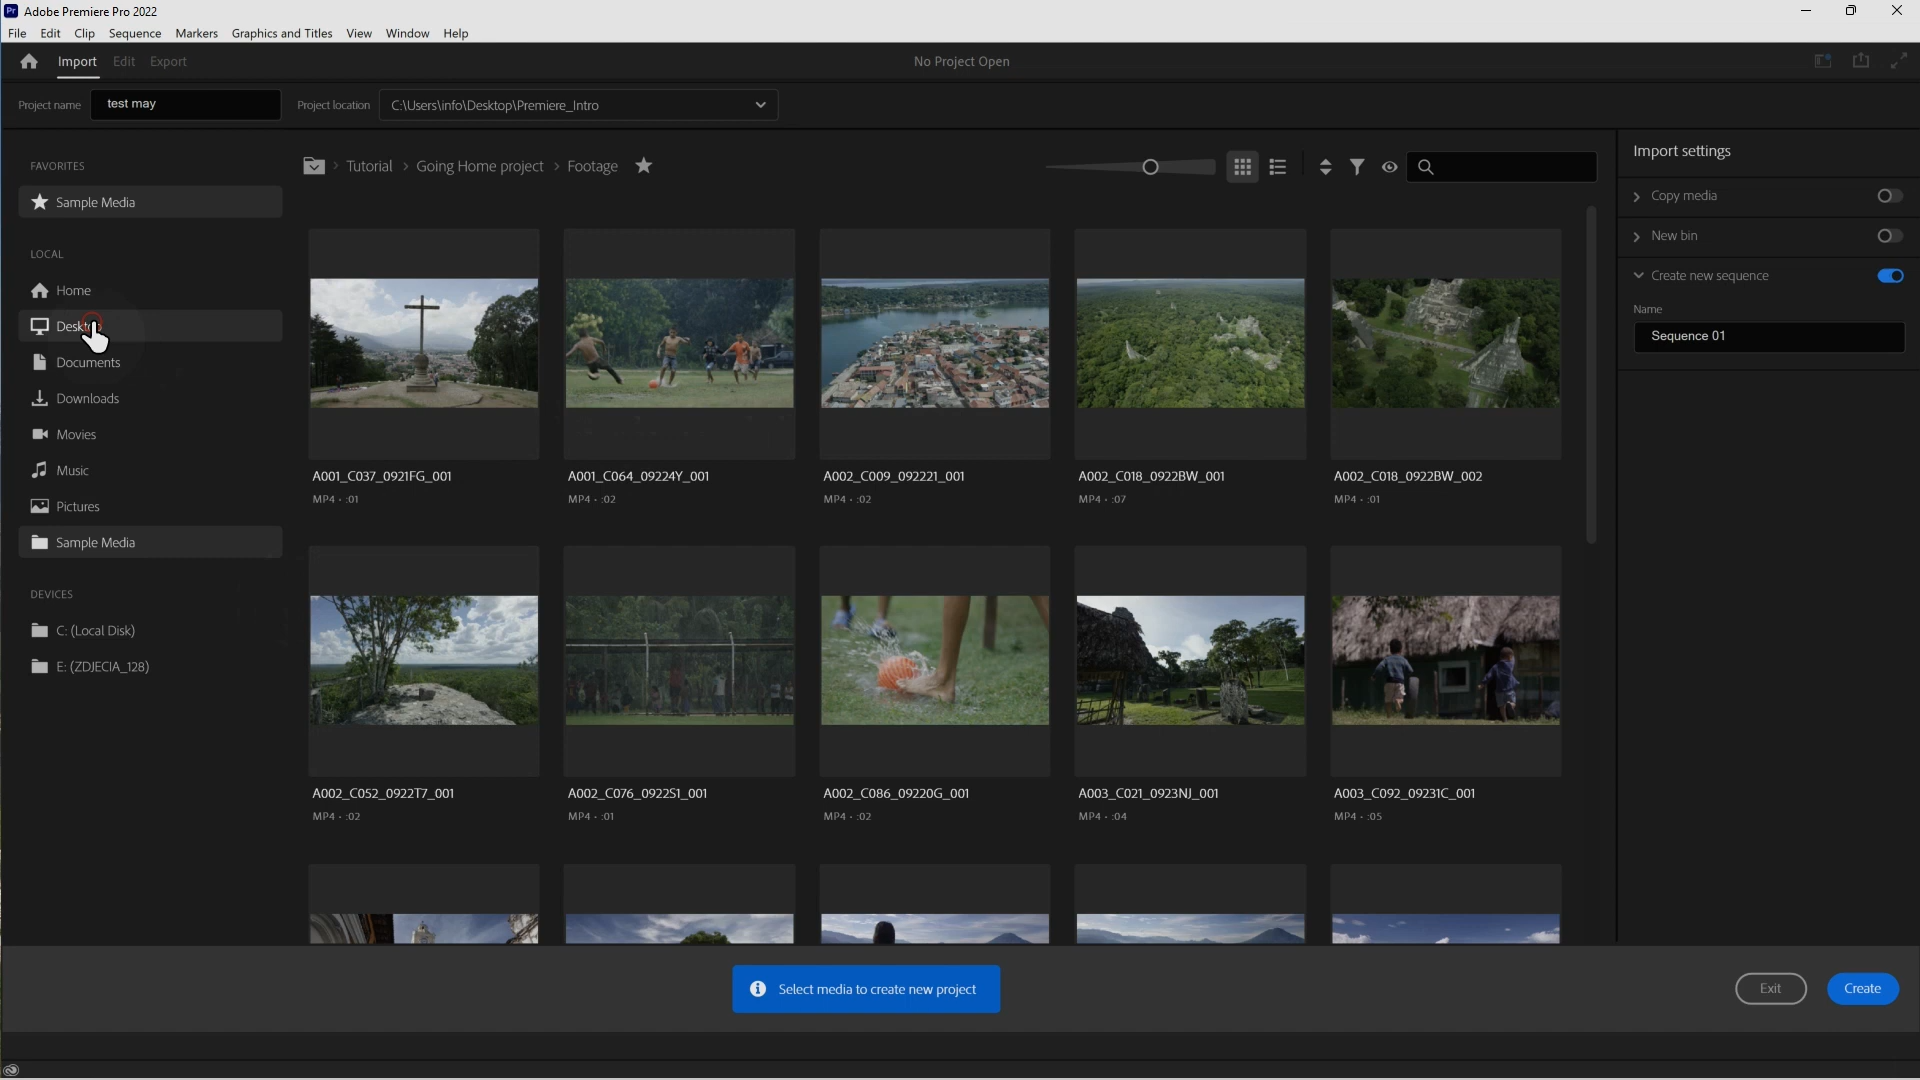 Adobe Premiere Pro 2022
File Edit Clip Sequence Markers Graphics and Titles View Window Help
Import Edit Export No Project Open
Project name test may Project location C:\Users\info\Desktop\Premiere_Intro
FAVORITES
Sample Media
LOCAL
Home
Desktop
Documents
Downloads
Movies
Music
Pictures
Sample Media
DEVICES
C: (Local Disk)
E: (ZDJECIA_128)
Tutorial > Going Home project > Footage
A001_C037_0921FG_001 A001_C064_09224Y_001 A002_C009_092221_001 A002_C018_0922BW_001 A002_C018_0922BW_002
MP4 • :01 MP4 • :02 MP4 • :02 MP4 • :07 MP4 • :01
A002_C052_0922T7_001 A002_C076_0922S1_001 A002_C086_09220G_001 A003_C021_0923NJ_001 A003_C092_09231C_001
MP4 • :02 MP4 • :01 MP4 • :02 MP4 • :04 MP4 • :05
Import settings
Copy media
New bin
Create new sequence
Name
Sequence 01
Select media to create new project
Exit Create